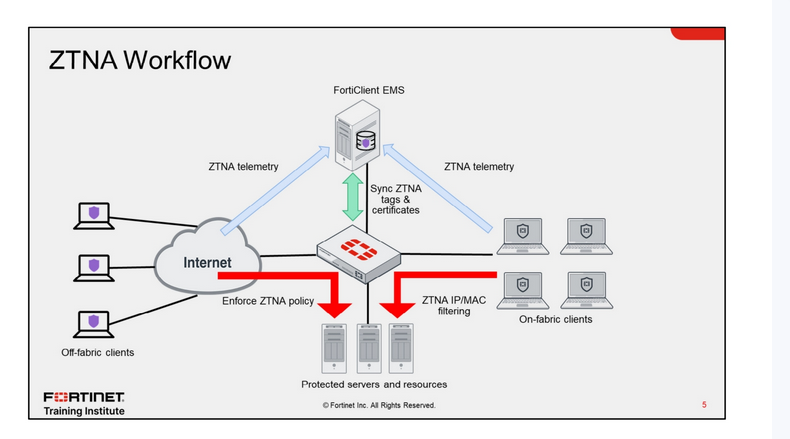 ZTNA Workflow
FortiClient EMS
ZTNA telemetry
ZTNA telemetry
Sync ZTNA
tags &
certificates
Internet
Enforce ZTNA policy
ZTNA IP/MAC
filtering
On-fabric clients
Off-fabric clients
Protected servers and resources
FORTINET
Training Institute
© Fortinet Inc. All Rights Reserved.
5